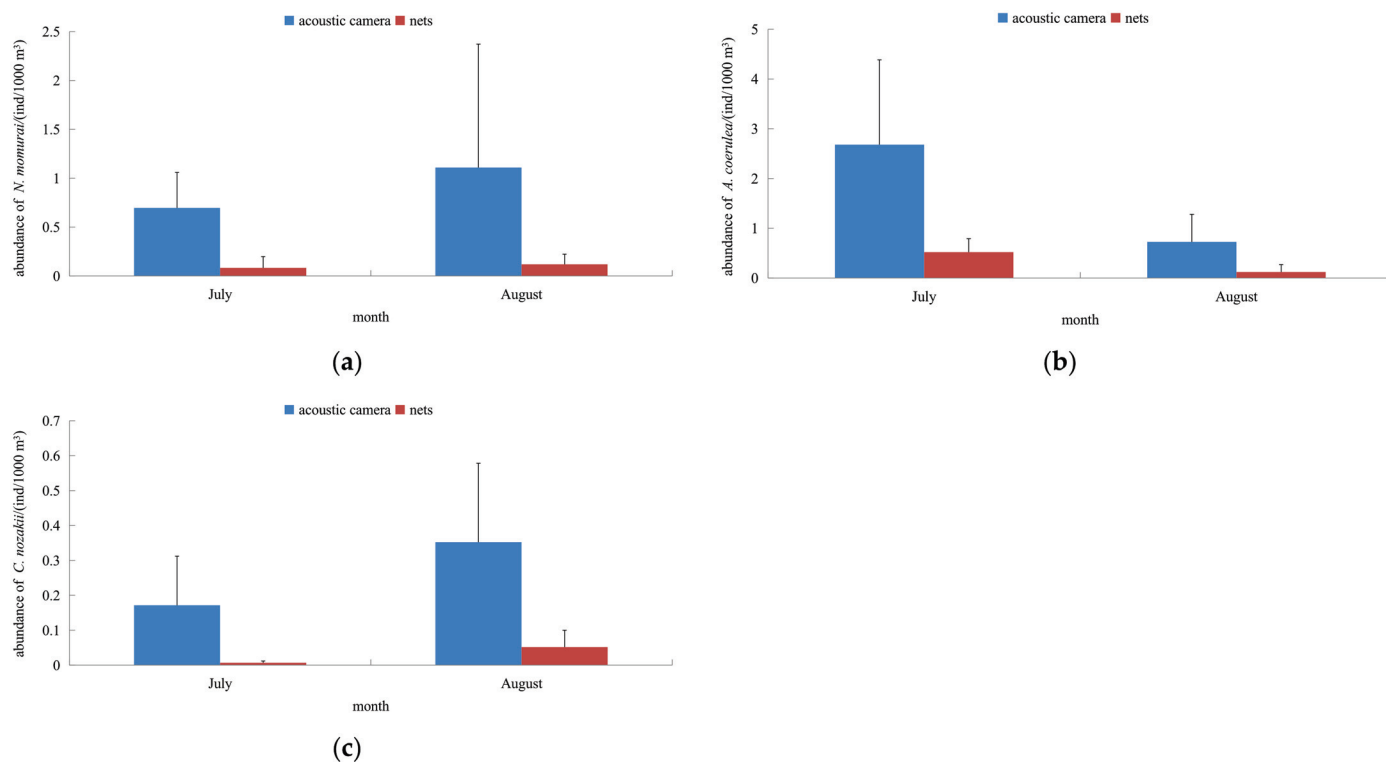 acoustic camera nets
abundance of N. momurai/(ind/1000 m³)
2.5
2
1.5
1
0.5
0
July August
month
(a)
acoustic camera nets
abundance of A. coerulea/(ind/1000 m³)
5
4
3
2
1
0
July August
month
(b)
acoustic camera nets
abundance of C. nozakii/(ind/1000 m³)
0.7
0.6
0.5
0.4
0.3
0.2
0.1
0
July August
month
(c)